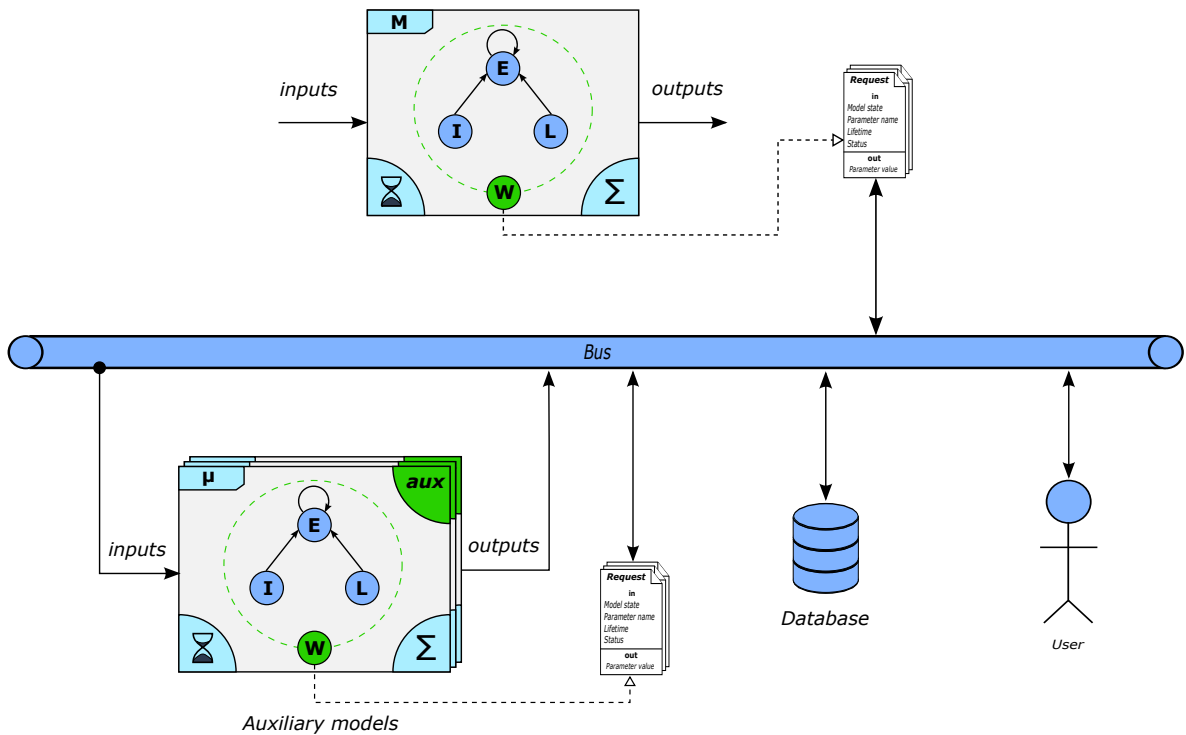 M
E
inputs
outputs
I
L
W
Σ
Request
in
Model state
Parameter name
Lifetime
Status
out
Parameter value
Bus
μ
aux
E
inputs
outputs
I
L
W
Σ
Request
in
Model state
Parameter name
Lifetime
Status
out
Parameter value
Database
User
Auxiliary models